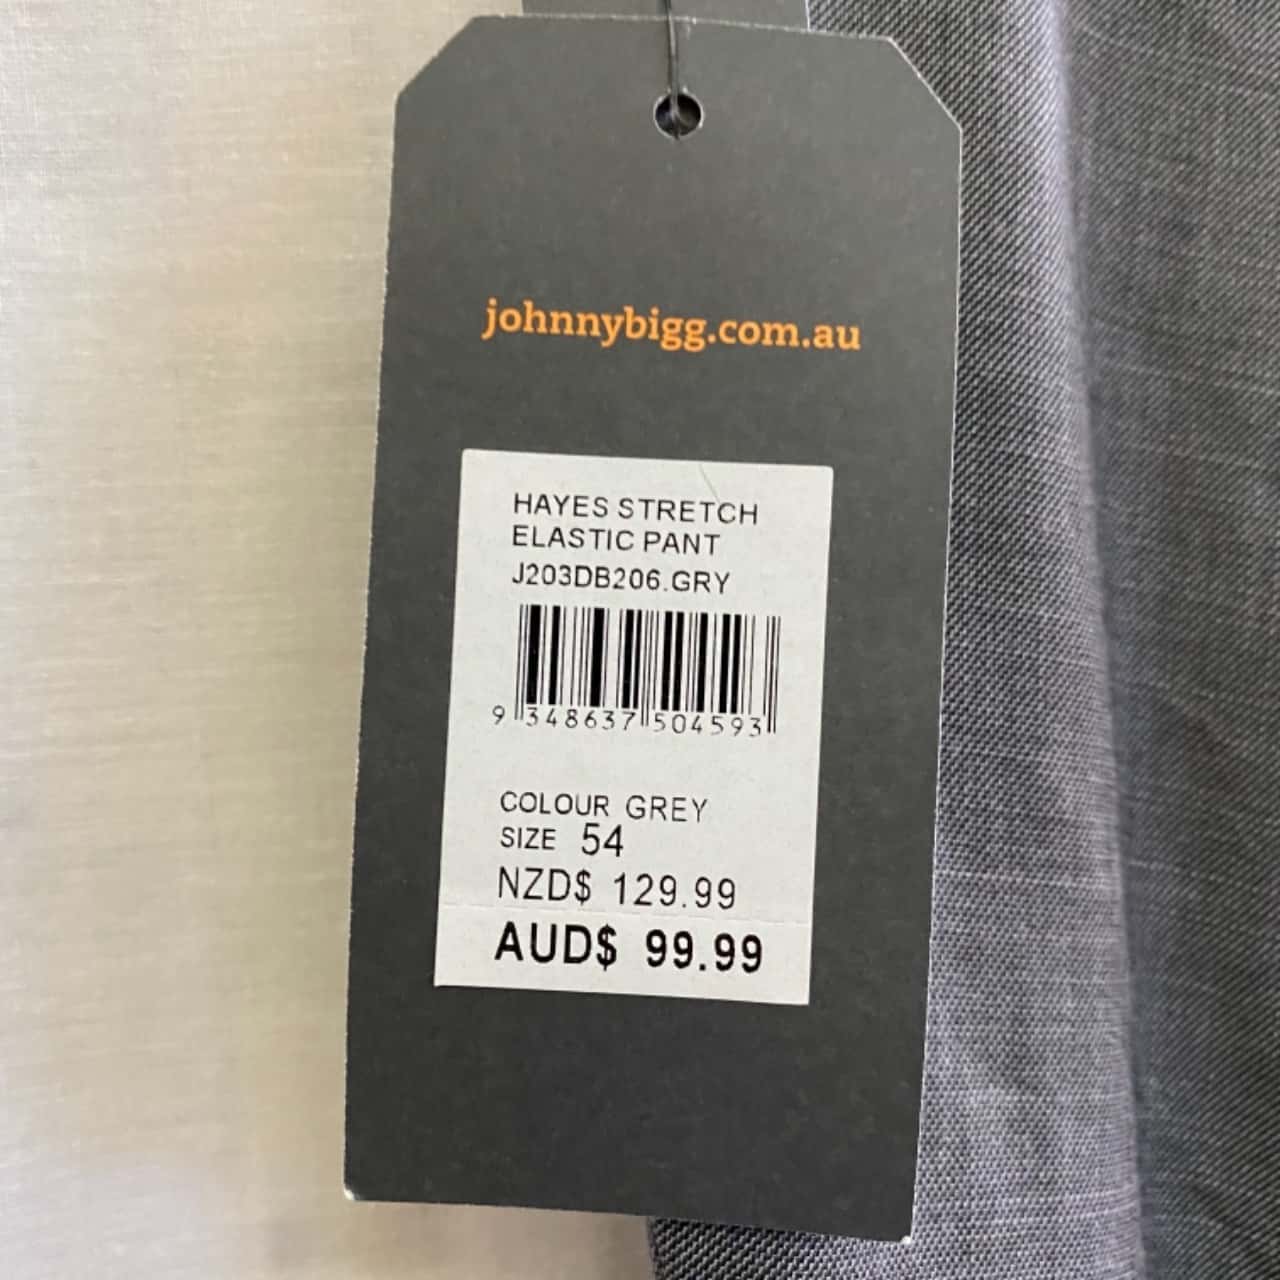 johnnybigg.com.au
HAYES STRETCH
ELASTIC PANT
J203DB206.GRY
9 348637 504593
COLOUR GREY
SIZE 54
NZD$ 129.99
AUD$ 99.99